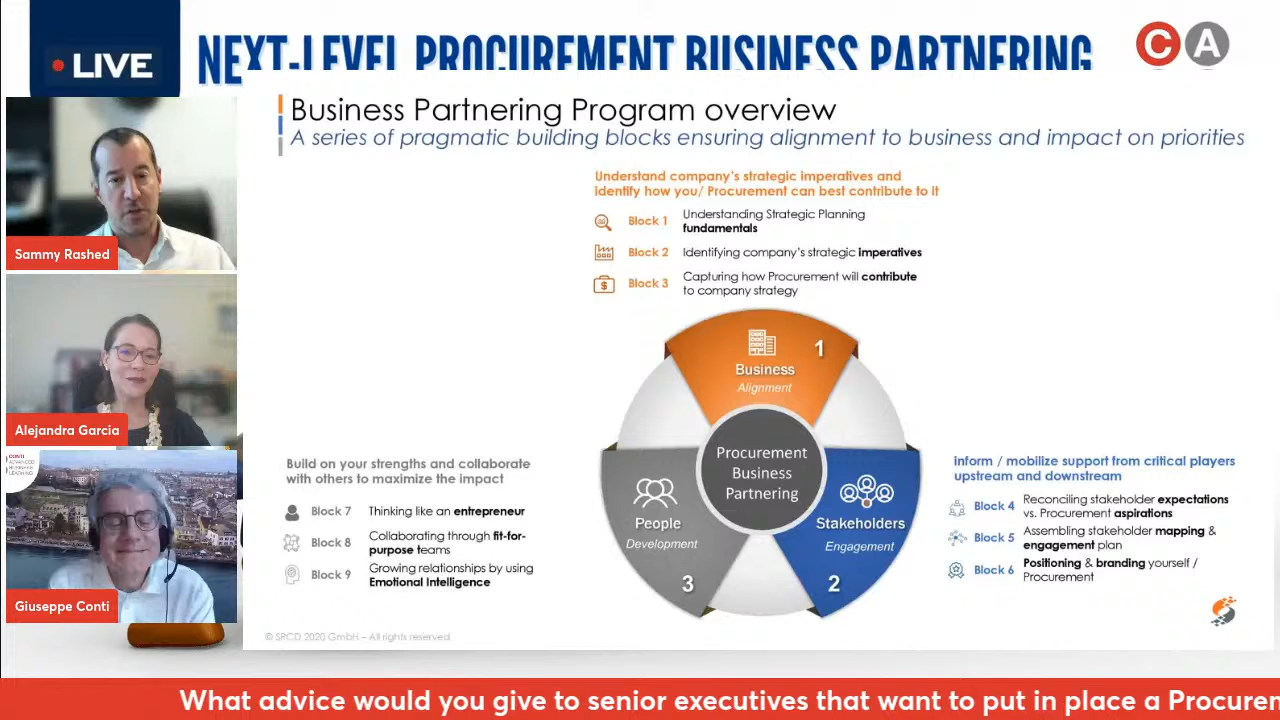 LIVE
NEXT-LEVEL PROCUREMENT BUSINESS PARTNERING
C A
Business Partnering Program overview
A series of pragmatic building blocks ensuring alignment to business and impact on priorities
Understand company's strategic imperatives and
identify how you/ Procurement can best contribute to it
Block 1 Understanding Strategic Planning
fundamentals
Block 2 Identifying company's strategic imperatives
Block 3 Capturing how Procurement will contribute
to company strategy
Sammy Rashed
Alejandra Garcia
CONTI
ADVANCED
BUSINESS
LEARNING
Giuseppe Conti
1
Business
Alignment
Procurement
Business
Partnering
People
Development
3
Stakeholders
Engagement
2
Build on your strengths and collaborate
with others to maximize the impact
Block 7 Thinking like an entrepreneur
Block 8 Collaborating through fit-for-
purpose teams
Block 9 Growing relationships by using
Emotional Intelligence
Inform / mobilize support from critical players
upstream and downstream
Block 4 Reconciling stakeholder expectations
vs. Procurement aspirations
Block 5 Assembling stakeholder mapping &
engagement plan
Block 6 Positioning & branding yourself /
Procurement
© SRCD 2020 GmbH – All rights reserved
What advice would you give to senior executives that want to put in place a Procurem